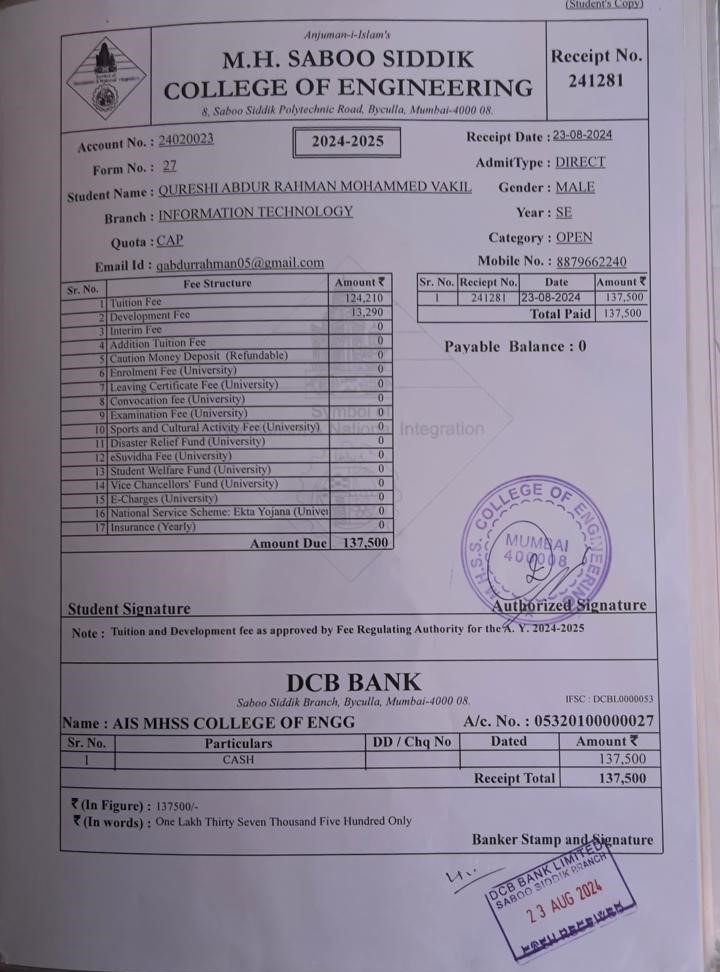 (Student's Copy)
Anjuman-i-Islam's
M.H. SABOO SIDDIK
COLLEGE OF ENGINEERING
8, Saboo Siddik Polytechnic Road, Byculla, Mumbai-4000 08.
Receipt No.
241281
Account No. : 24020023
2024-2025
Receipt Date : 23-08-2024
Form No. : 27
AdmitType : DIRECT
Student Name : QURESHI ABDUR RAHMAN MOHAMMED VAKIL
Gender : MALE
Branch : INFORMATION TECHNOLOGY
Year : SE
Quota : CAP
Category : OPEN
Email Id : qabdurrahman05@gmail.com
Mobile No. : 8879662240
Sr. No. Fee Structure Amount ₹
1 Tuition Fee 124,210
2 Development Fee 13,290
3 Interim Fee 0
4 Addition Tuition Fee 0
5 Caution Money Deposit (Refundable) 0
6 Enrolment Fee (University) 0
7 Leaving Certificate Fee (University) 0
8 Convocation fee (University) 0
9 Examination Fee (University) 0
10 Sports and Cultural Activity Fee (University) 0
11 Disaster Relief Fund (University) 0
12 eSuvidha Fee (University) 0
13 Student Welfare Fund (University) 0
14 Vice Chancellors' Fund (University) 0
15 E-Charges (University) 0
16 National Service Scheme: Ekta Yojana (Univer 0
17 Insurance (Yearly) 0
Amount Due 137,500
Sr. No. Reciept No. Date Amount ₹
1 241281 23-08-2024 137,500
Total Paid 137,500
Payable Balance : 0
Symbol of
National Integration
M.H.S.S. COLLEGE OF ENGINEERING
MUMBAI
400008
Student Signature
Authorized Signature
Note : Tuition and Development fee as approved by Fee Regulating Authority for the A. Y. 2024-2025
DCB BANK
Saboo Siddik Branch, Byculla, Mumbai-4000 08.
IFSC : DCBL0000053
Name : AIS MHSS COLLEGE OF ENGG
A/c. No. : 05320100000027
Sr. No. Particulars DD / Chq No Dated Amount ₹
1 CASH 137,500
Receipt Total 137,500
₹ (In Figure) : 137500/-
₹ (In words) : One Lakh Thirty Seven Thousand Five Hundred Only
Banker Stamp and Signature
DCB BANK LIMITED
SABOO SIDDIK BRANCH
23 AUG 2024